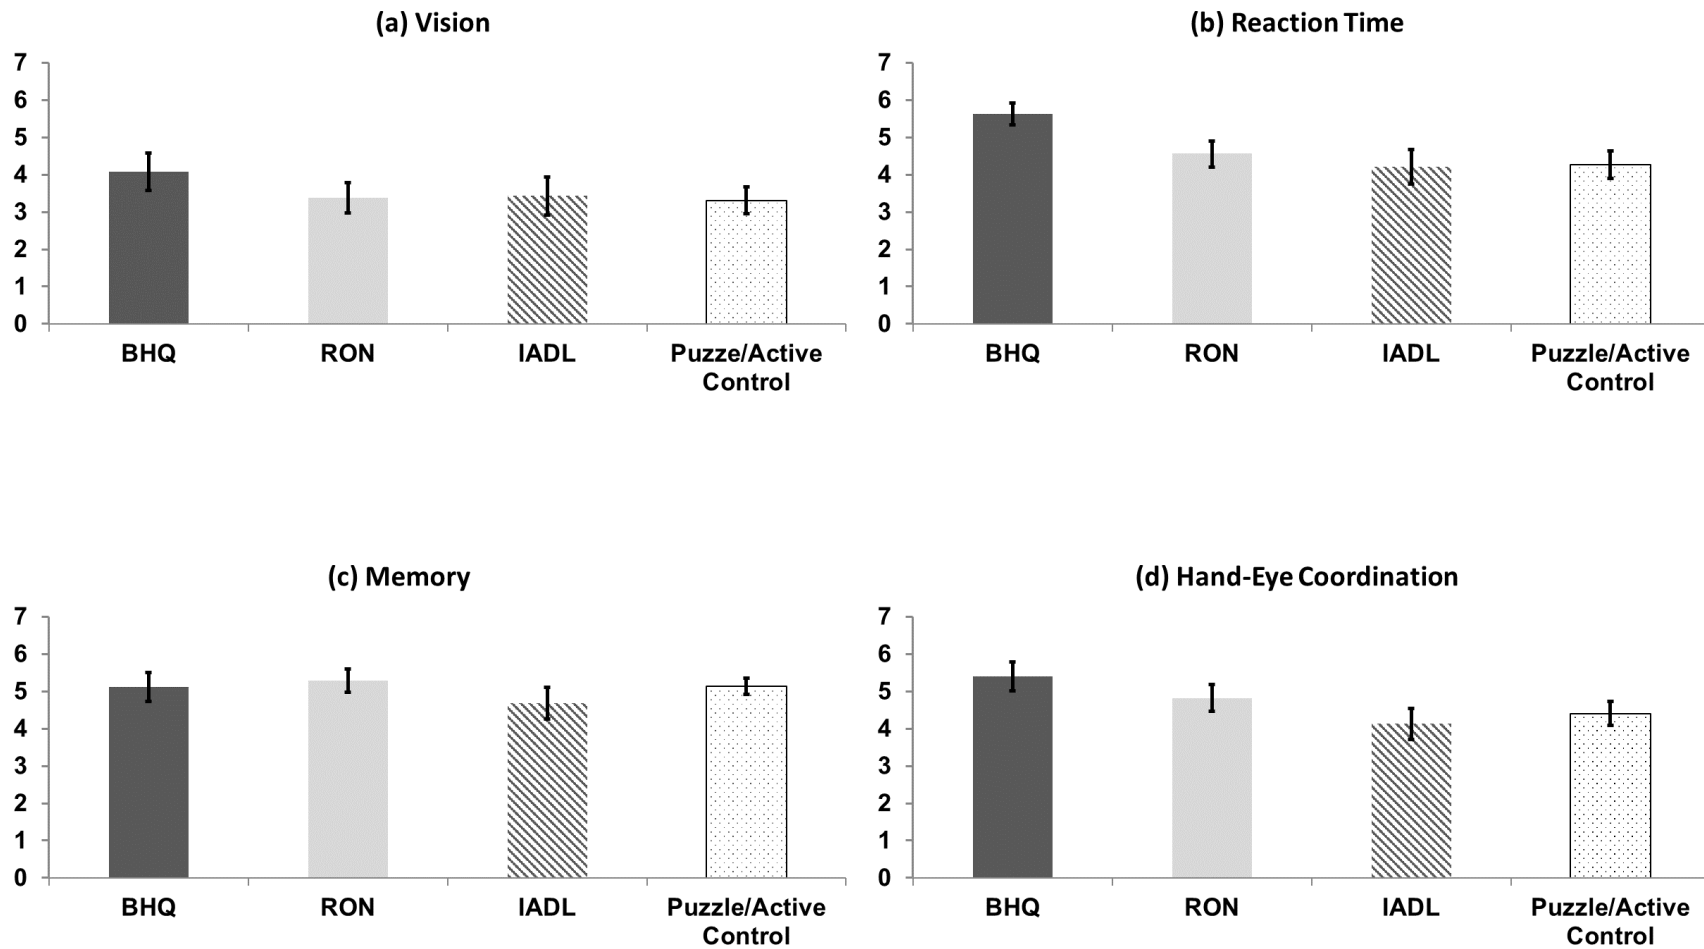 (a) Vision
7
6
5
4
3
2
1
0
BHQ
RON
IADL
Puzze/Active
Control
(b) Reaction Time
7
6
5
4
3
2
1
0
BHQ
RON
IADL
Puzzle/Active
Control
(c) Memory
7
6
5
4
3
2
1
0
BHQ
RON
IADL
Puzzle/Active
Control
(d) Hand-Eye Coordination
7
6
5
4
3
2
1
0
BHQ
RON
IADL
Puzzle/Active
Control